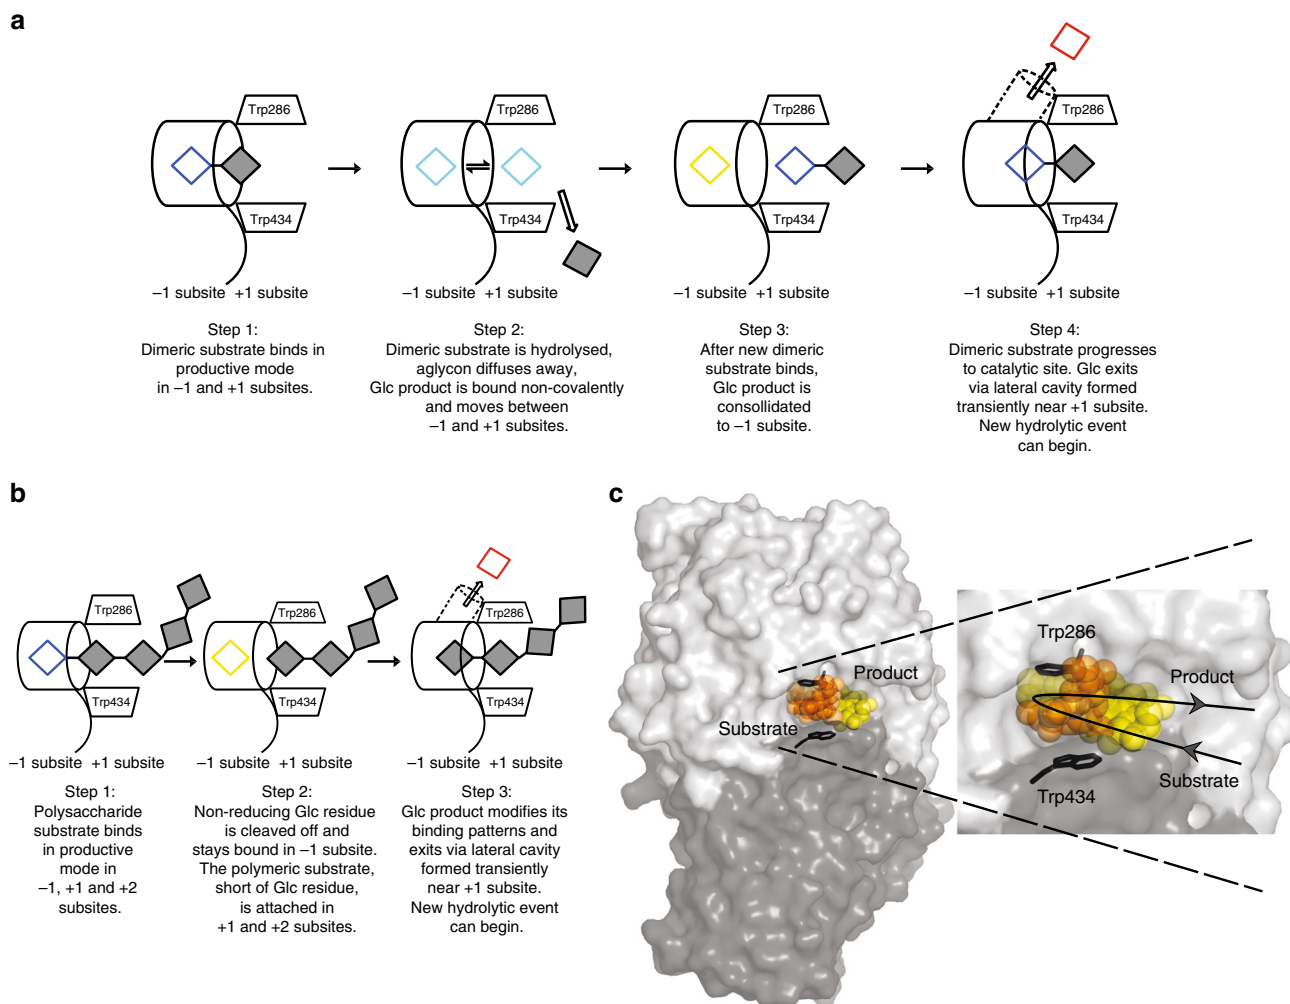 a
Trp286
Trp434
−1 subsite +1 subsite
Step 1:
Dimeric substrate binds in
productive mode
in −1 and +1 subsites.
Trp286
Trp434
−1 subsite +1 subsite
Step 2:
Dimeric substrate is hydrolysed,
aglycon diffuses away,
Glc product is bound non-covalently
and moves between
−1 and +1 subsites.
Trp286
Trp434
−1 subsite +1 subsite
Step 3:
After new dimeric
substrate binds,
Glc product is
consollidated
to −1 subsite.
Trp286
Trp434
−1 subsite +1 subsite
Step 4:
Dimeric substrate progresses
to catalytic site. Glc exits
via lateral cavity formed
transiently near +1 subsite.
New hydrolytic event
can begin.
b
Trp286
Trp434
−1 subsite +1 subsite
Step 1:
Polysaccharide
substrate binds
in productive
mode in
−1, +1 and +2
subsites.
Trp286
Trp434
−1 subsite +1 subsite
Step 2:
Non-reducing Glc residue
is cleaved off and
stays bound in −1 subsite.
The polymeric substrate,
short of Glc residue,
is attached in
+1 and +2 subsites.
Trp286
Trp434
−1 subsite +1 subsite
Step 3:
Glc product modifies its
binding patterns and
exits via lateral cavity
formed transiently
near +1 subsite.
New hydrolytic event
can begin.
c
Product
Substrate
Trp286
Product
Substrate
Trp434